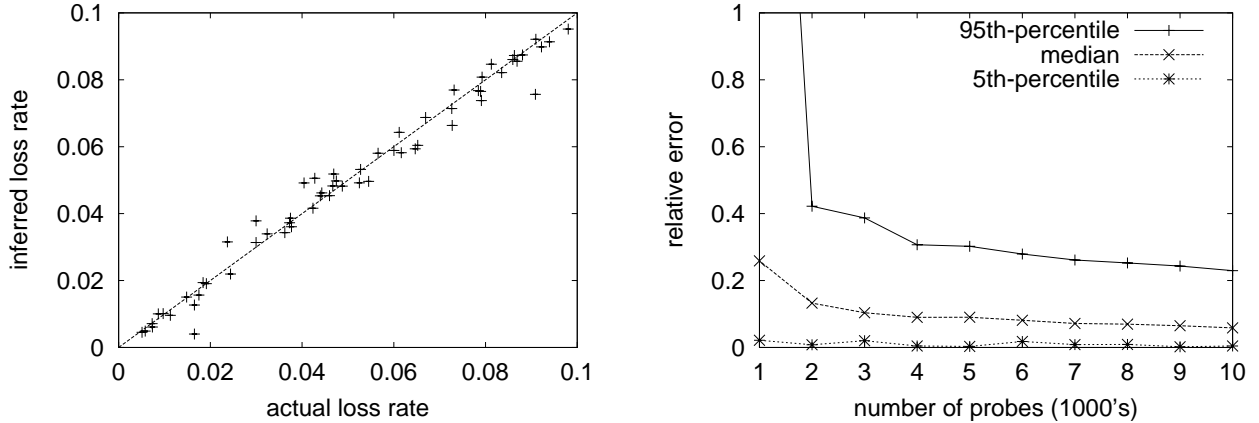 inferred loss rate
0.1
0.08
0.06
0.04
0.02
0
0 0.02 0.04 0.06 0.08 0.1
actual loss rate
relative error
1
0.8
0.6
0.4
0.2
0
95th-percentile
median
5th-percentile
1 2 3 4 5 6 7 8 9 10
number of probes (1000's)